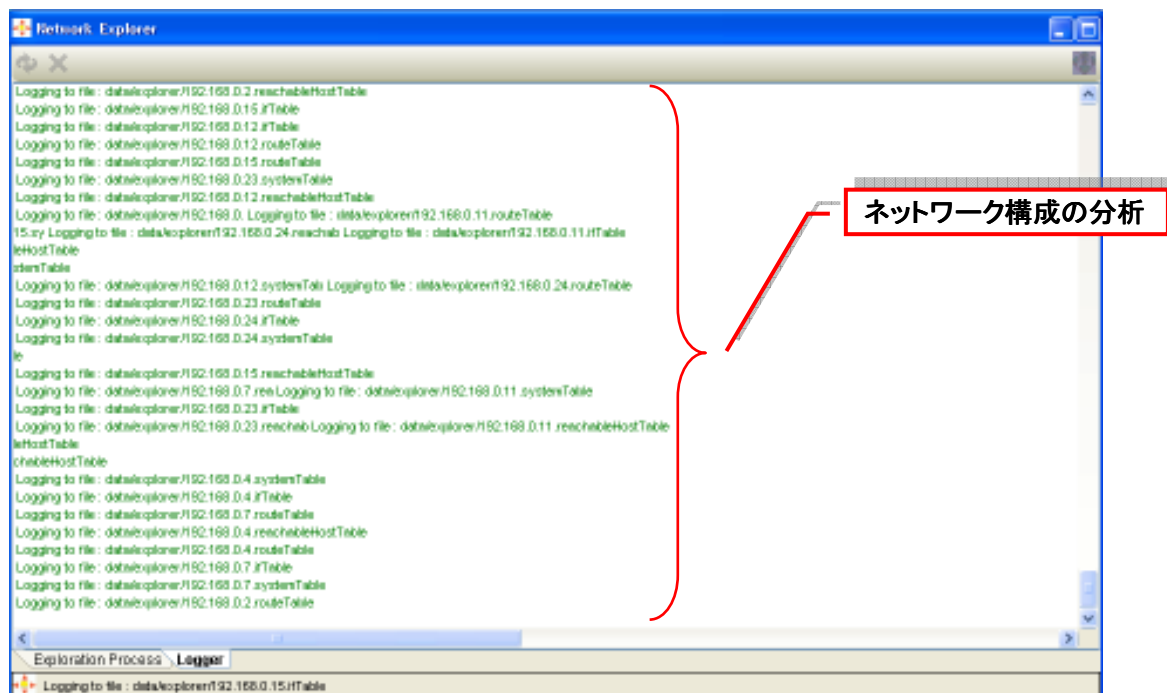 Network Explorer
Logging to file : data/explorer/192.168.0.2.reachableHostTable
Logging to file : data/explorer/192.168.0.15.ifTable
Logging to file : data/explorer/192.168.0.12.ifTable
Logging to file : data/explorer/192.168.0.12.routeTable
Logging to file : data/explorer/192.168.0.15.routeTable
Logging to file : data/explorer/192.168.0.23.systemTable
Logging to file : data/explorer/192.168.0.12.reachableHostTable
Logging to file : data/explorer/192.168.0. Logging to file : data/explorer/192.168.0.11.routeTable
15.sy Logging to file : data/explorer/192.168.0.24.reachab Logging to file : data/explorer/192.168.0.11.ifTable
leHostTable
stemTable
Logging to file : data/explorer/192.168.0.12.systemTab Logging to file : data/explorer/192.168.0.24.routeTable
Logging to file : data/explorer/192.168.0.23.routeTable
Logging to file : data/explorer/192.168.0.24.ifTable
Logging to file : data/explorer/192.168.0.24.systemTable
le
Logging to file : data/explorer/192.168.0.15.reachableHostTable
Logging to file : data/explorer/192.168.0.7.rea Logging to file : data/explorer/192.168.0.11.systemTable
Logging to file : data/explorer/192.168.0.23.ifTable
Logging to file : data/explorer/192.168.0.23.reachab Logging to file : data/explorer/192.168.0.11.reachableHostTable
leHostTable
chableHostTable
Logging to file : data/explorer/192.168.0.4.systemTable
Logging to file : data/explorer/192.168.0.4.ifTable
Logging to file : data/explorer/192.168.0.7.routeTable
Logging to file : data/explorer/192.168.0.4.reachableHostTable
Logging to file : data/explorer/192.168.0.4.routeTable
Logging to file : data/explorer/192.168.0.7.ifTable
Logging to file : data/explorer/192.168.0.7.systemTable
Logging to file : data/explorer/192.168.0.2.routeTable
ネットワーク構成の分析
Exploration Process Logger
Logging to file : data/explorer/192.168.0.15.ifTable